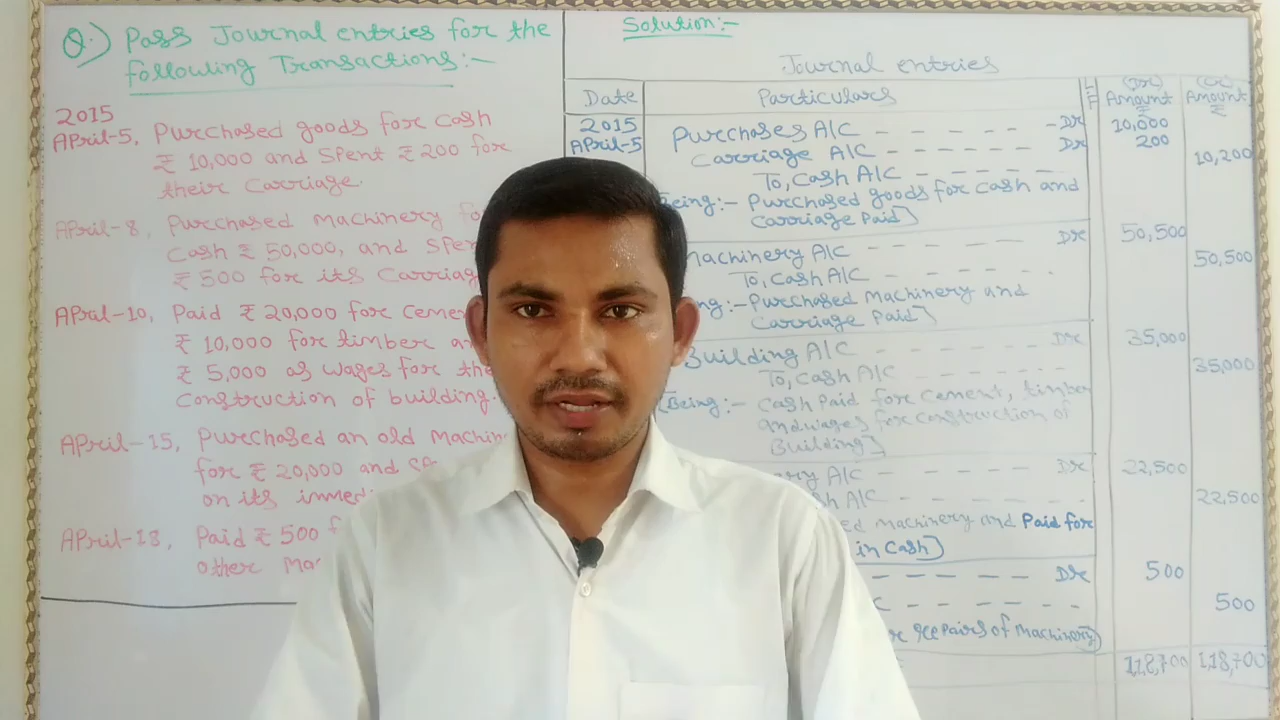 Q.) Pass Journal entries for the
following Transactions:-
2015
April-5, Purchased goods for cash
₹ 10,000 and Spent ₹ 200 for
their Carriage.
April-8, Purchased machinery
Cash ₹ 50,000, and
₹ 500 for its
April-10, Paid ₹ 20,000 for
₹ 10,000 for timber
₹ 5,000 as wages for
Construction of building.
April-15, Purchased an old
for ₹ 20,000 and
on its
April-18, Paid ₹ 500
other
Solution:-
Journal entries
Date Particulars L.F (Dr) Amount ₹ (Cr) Amount ₹
2015
April-5 Purchases A/C Dr 10,000
Carriage A/C Dr 200
To, Cash A/C 10,200
Purchased goods for cash and
Carriage Paid]
Machinery A/C Dr 50,500
To, Cash A/C 50,500
Purchased Machinery and
Carriage Paid]
Building A/C Dr 35,000
To, Cash A/C 35,000
(Being:- Cash Paid for cement, timber
and wages for construction of
Building]
A/C Dr 22,500
A/C 22,500
machinery and Paid for
in Cash]
Dr 500
500
repairs of Machinery)
1,18,700 1,18,700